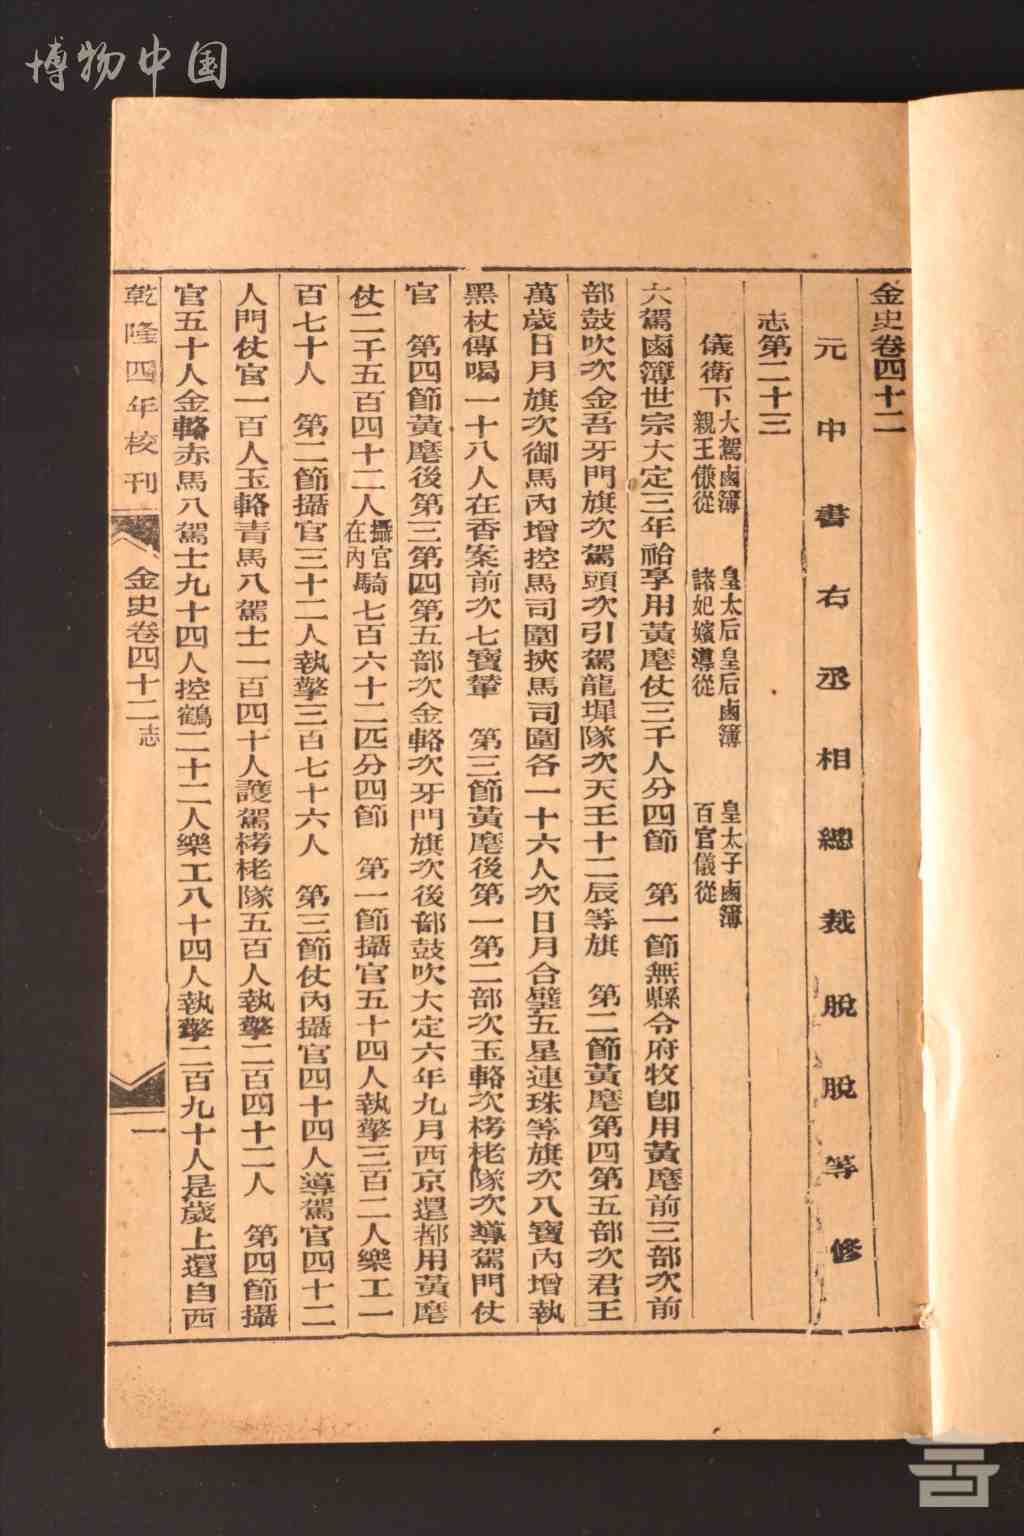 博物中国
金史卷四十二
元中書右丞相總裁脫脫等修
志第二十三
儀衛下 大駕鹵簿 皇太后皇后鹵簿 皇太子鹵簿
親王傔從 諸妃嬪導從 百官儀從
六駕鹵簿世宗大定三年祫享用黃麾仗三千人分四節 第一節無縣令府牧卽用黃麾前三部次前
部鼓吹次金吾牙門旗次駕頭次引駕龍墀隊次天王十二辰等旗 第二節黃麾第四第五部次君王
萬歲日月旗次御馬內增控馬司圉挾馬司圉各一十六人次日月合璧五星連珠等旗次八寶內增執
黑杖傳喝一十八人在香案前次七寶輦 第三節黃麾後第一第二部次玉輅次栲栳隊次導駕門仗
官 第四節黃麾後第三第四第五部次金輅次牙門旗次後部鼓吹大定六年九月西京還都用黃麾
仗二千五百四十二人攝官在內騎七百六十二匹分四節 第一節攝官五十四人執擎三百二人樂工一
百七十人 第二節攝官三十二人執擎三百七十六人 第三節仗內攝官四十四人導駕官四十二
人門仗官一百人玉輅青馬八駕士一百四十人護駕栲栳隊五百人執擎二百四十二人 第四節攝
官五十人金輅赤馬八駕士九十四人控鶴二十二人樂工八十四人執擎二百九十人是歲上還自西
乾隆四年校刊 金史卷四十二 志 一